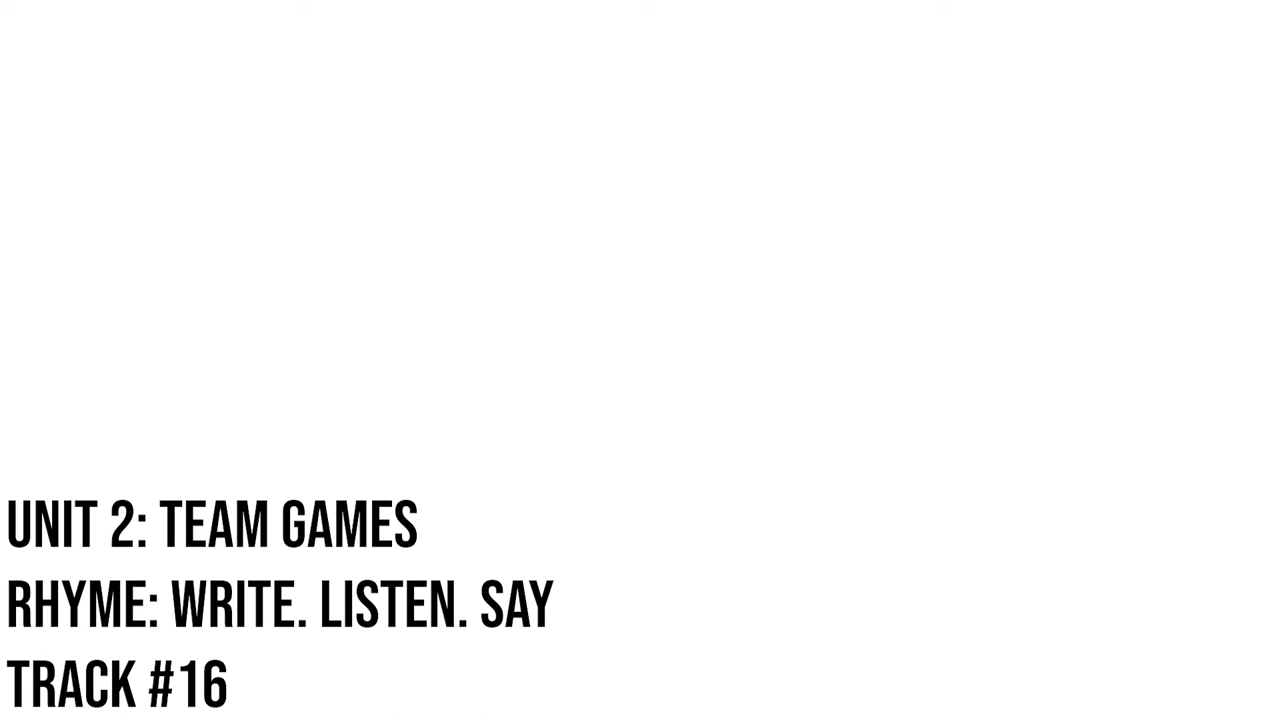 UNIT 2: TEAM GAMES
RHYME: WRITE. LISTEN. SAY
TRACK #16